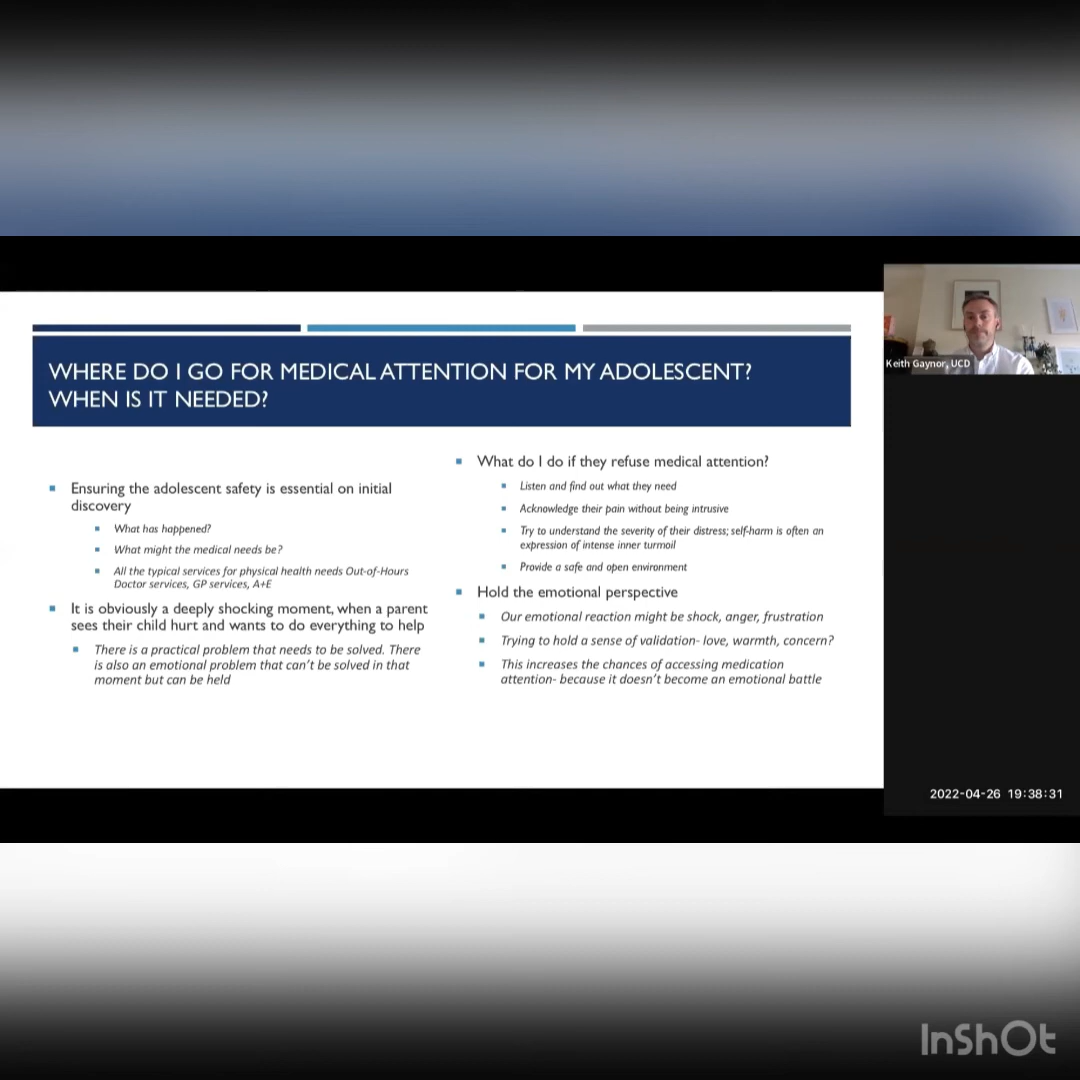 WHERE DO I GO FOR MEDICAL ATTENTION FOR MY ADOLESCENT?
WHEN IS IT NEEDED?
Ensuring the adolescent safety is essential on initial
discovery
What has happened?
What might the medical needs be?
All the typical services for physical health needs Out-of-Hours
Doctor services, GP services, A+E
It is obviously a deeply shocking moment, when a parent
sees their child hurt and wants to do everything to help
There is a practical problem that needs to be solved. There
is also an emotional problem that can't be solved in that
moment but can be held
What do I do if they refuse medical attention?
Listen and find out what they need
Acknowledge their pain without being intrusive
Try to understand the severity of their distress; self-harm is often an
expression of intense inner turmoil
Provide a safe and open environment
Hold the emotional perspective
Our emotional reaction might be shock, anger, frustration
Trying to hold a sense of validation- love, warmth, concern?
This increases the chances of accessing medication
attention- because it doesn't become an emotional battle
Keith Gaynor, UCD
2022-04-26 19:38:31
InShOt